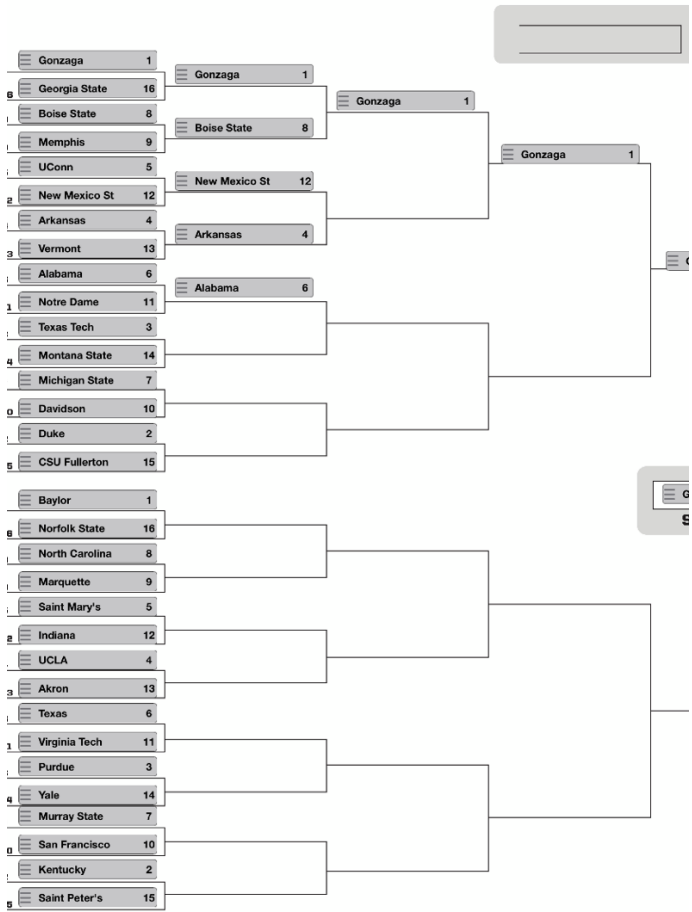 Gonzaga 1
Georgia State 16
Boise State 8
Memphis 9
UConn 5
New Mexico St 12
Arkansas 4
Vermont 13
Alabama 6
Notre Dame 11
Texas Tech 3
Montana State 14
Michigan State 7
Davidson 10
Duke 2
CSU Fullerton 15
Baylor 1
Norfolk State 16
North Carolina 8
Marquette 9
Saint Mary's 5
Indiana 12
UCLA 4
Akron 13
Texas 6
Virginia Tech 11
Purdue 3
Yale 14
Murray State 7
San Francisco 10
Kentucky 2
Saint Peter's 15
Gonzaga 1
Boise State 8
New Mexico St 12
Arkansas 4
Alabama 6
Gonzaga 1
Gonzaga 1